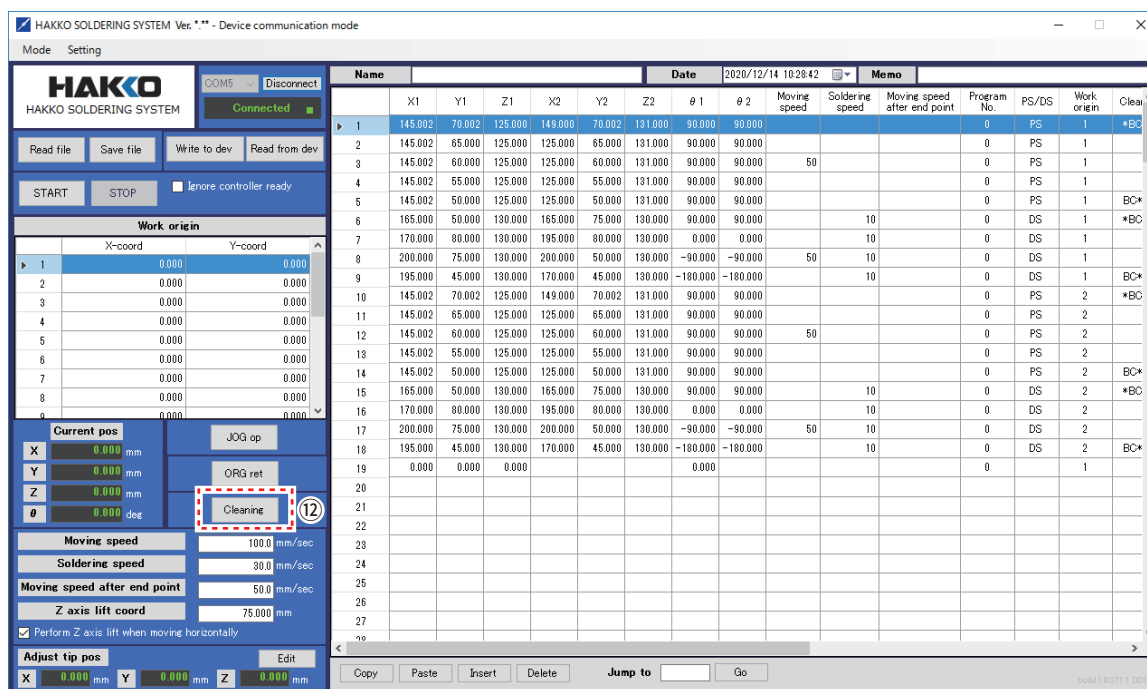 HAKKO SOLDERING SYSTEM Ver. *.** - Device communication mode
Mode Setting
HAKKO
HAKKO SOLDERING SYSTEM
COM5 Disconnect
Connected
Read file Save file Write to dev Read from dev
START STOP Ignore controller ready
Work origin
X-coord Y-coord
1 0.000 0.000
2 0.000 0.000
3 0.000 0.000
4 0.000 0.000
5 0.000 0.000
6 0.000 0.000
7 0.000 0.000
8 0.000 0.000
9 0.000 0.000
Current pos
X 0.000 mm
Y 0.000 mm
Z 0.000 mm
θ 0.000 deg
JOG op
ORG ret
Cleaning ⑫
Moving speed 100.0 mm/sec
Soldering speed 30.0 mm/sec
Moving speed after end point 50.0 mm/sec
Z axis lift coord 75.000 mm
Perform Z axis lift when moving horizontally
Adjust tip pos Edit
X 0.000 mm Y 0.000 mm Z 0.000 mm
Name Date 2020/12/14 10:28:42 Memo
X1 Y1 Z1 X2 Y2 Z2 θ 1 θ 2 Moving speed Soldering speed Moving speed after end point Program No. PS/DS Work origin Clea
1 145.002 70.002 125.000 149.000 70.002 131.000 90.000 90.000 0 PS 1 *BC
2 145.002 65.000 125.000 125.000 65.000 131.000 90.000 90.000 0 PS 1
3 145.002 60.000 125.000 125.000 60.000 131.000 90.000 90.000 50 0 PS 1
4 145.002 55.000 125.000 125.000 55.000 131.000 90.000 90.000 0 PS 1
5 145.002 50.000 125.000 125.000 50.000 131.000 90.000 90.000 0 PS 1 BC*
6 165.000 50.000 130.000 165.000 75.000 130.000 90.000 90.000 10 0 DS 1 *BC
7 170.000 80.000 130.000 195.000 80.000 130.000 0.000 0.000 10 0 DS 1
8 200.000 75.000 130.000 200.000 50.000 130.000 -90.000 -90.000 50 10 0 DS 1
9 195.000 45.000 130.000 170.000 45.000 130.000 -180.000 -180.000 10 0 DS 1 BC*
10 145.002 70.002 125.000 149.000 70.002 131.000 90.000 90.000 0 PS 2 *BC
11 145.002 65.000 125.000 125.000 65.000 131.000 90.000 90.000 0 PS 2
12 145.002 60.000 125.000 125.000 60.000 131.000 90.000 90.000 50 0 PS 2
13 145.002 55.000 125.000 125.000 55.000 131.000 90.000 90.000 0 PS 2
14 145.002 50.000 125.000 125.000 50.000 131.000 90.000 90.000 0 PS 2 BC*
15 165.000 50.000 130.000 165.000 75.000 130.000 90.000 90.000 10 0 DS 2 *BC
16 170.000 80.000 130.000 195.000 80.000 130.000 0.000 0.000 10 0 DS 2
17 200.000 75.000 130.000 200.000 50.000 130.000 -90.000 -90.000 50 10 0 DS 2
18 195.000 45.000 130.000 170.000 45.000 130.000 -180.000 -180.000 10 0 DS 2 BC*
19 0.000 0.000 0.000 0.000 0 1
20
21
22
23
24
25
26
27
28
Copy Paste Insert Delete Jump to Go